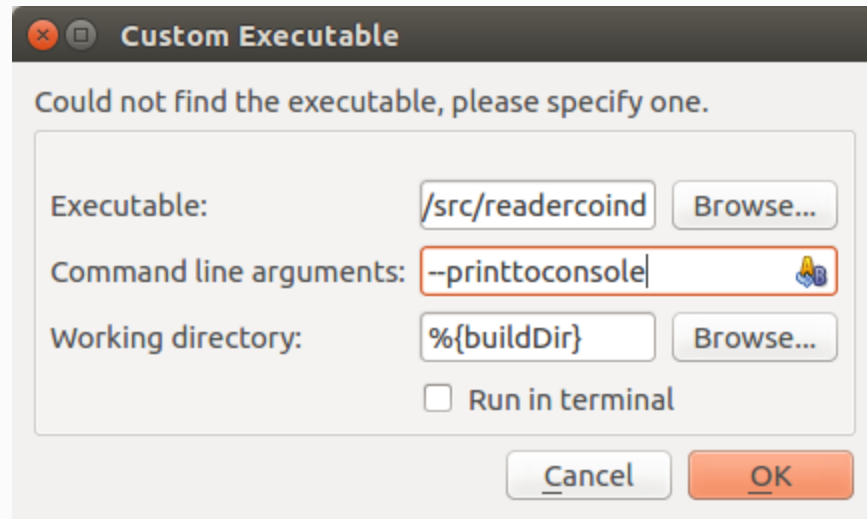 Custom Executable
Could not find the executable, please specify one.
Executable: /src/readercoind Browse...
Command line arguments: --printtoconsole
Working directory: %{buildDir} Browse...
Run in terminal
Cancel OK